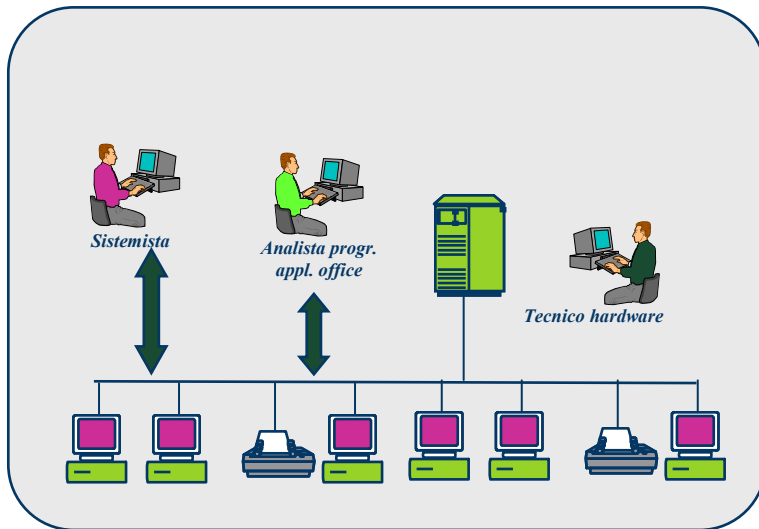 Sistemista
Analista progr.
appl. office
Tecnico hardware